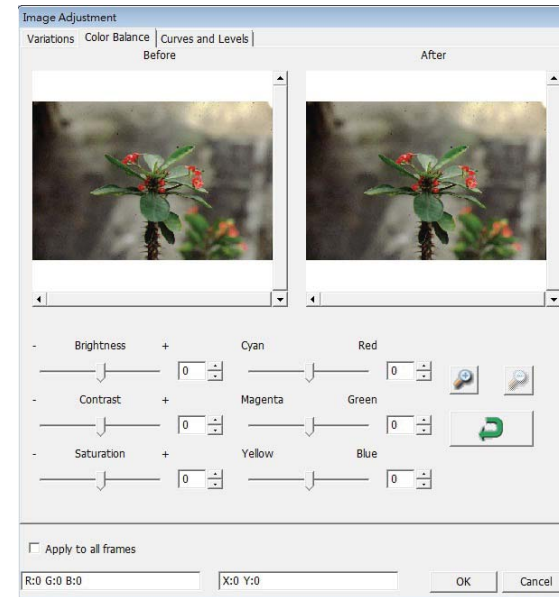 Image Adjustment
Variations Color Balance Curves and Levels
Before After
- Brightness + 0 Cyan Red 0
- Contrast + 0 Magenta Green 0
- Saturation + 0 Yellow Blue 0
Apply to all frames
R:0 G:0 B:0 X:0 Y:0 OK Cancel